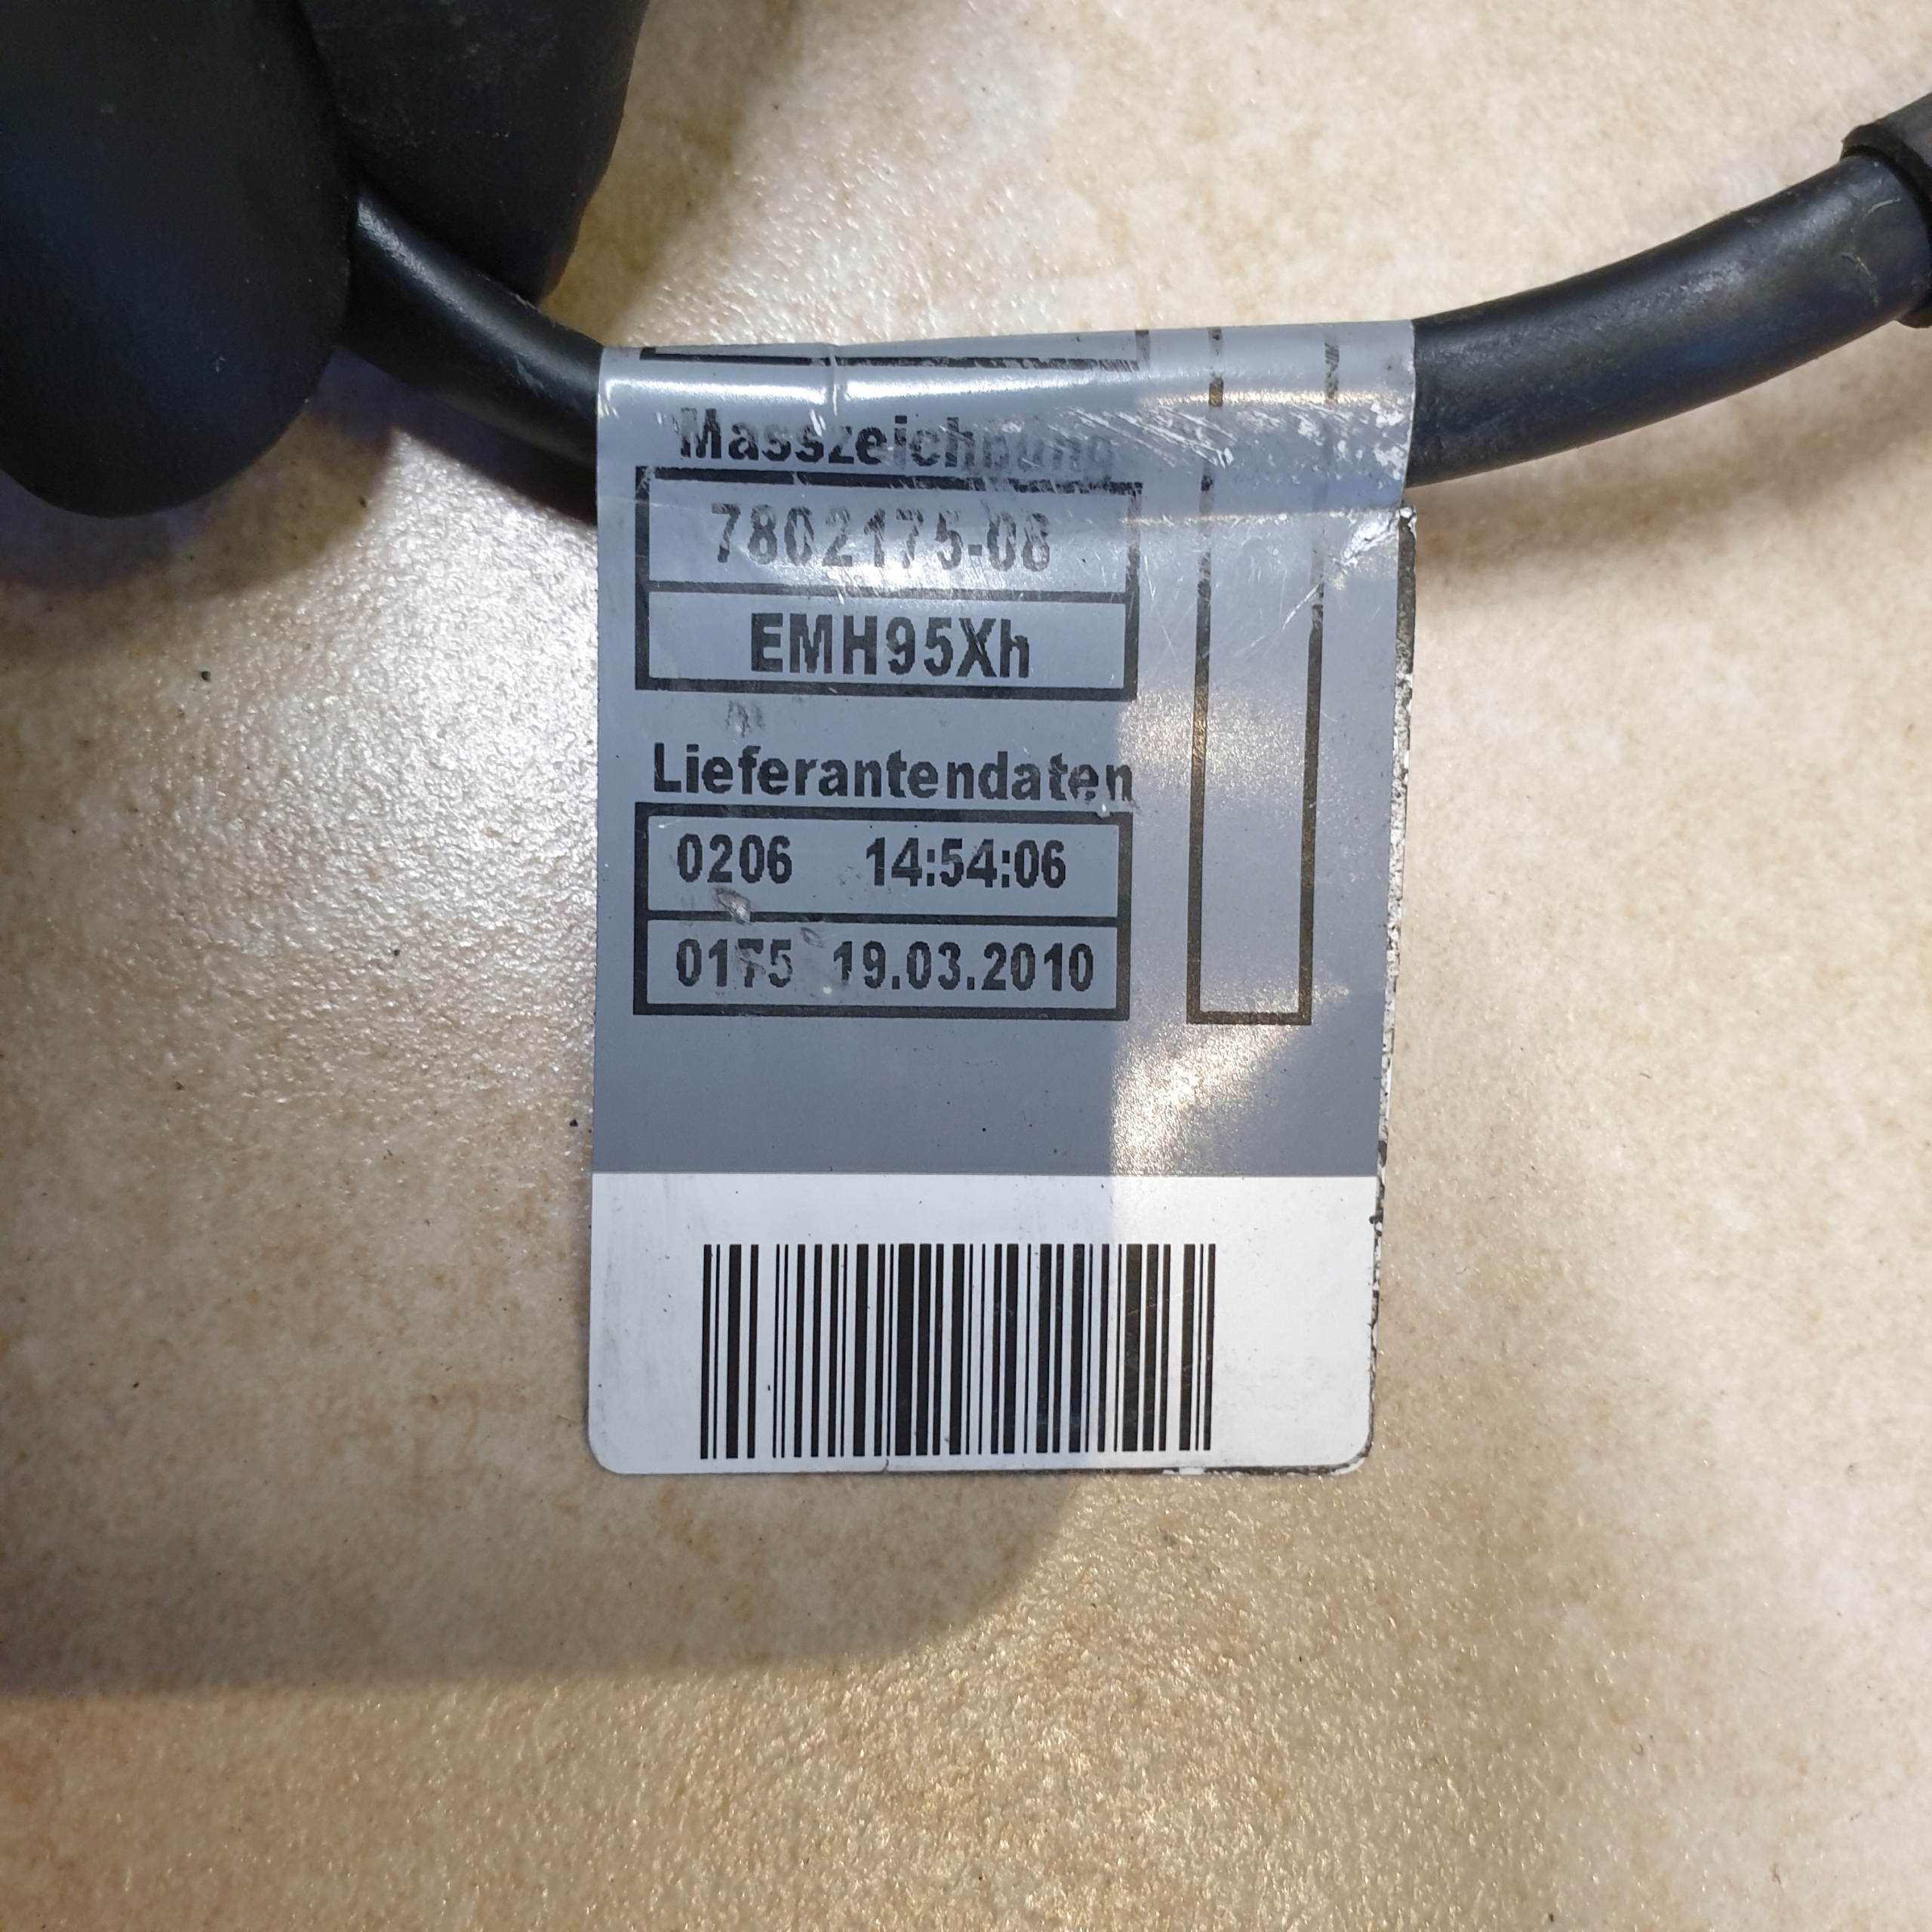 Masszeichnung
7802175-08
EMH95Xh
Lieferantendaten
0206 14:54:06
0175 19.03.2010